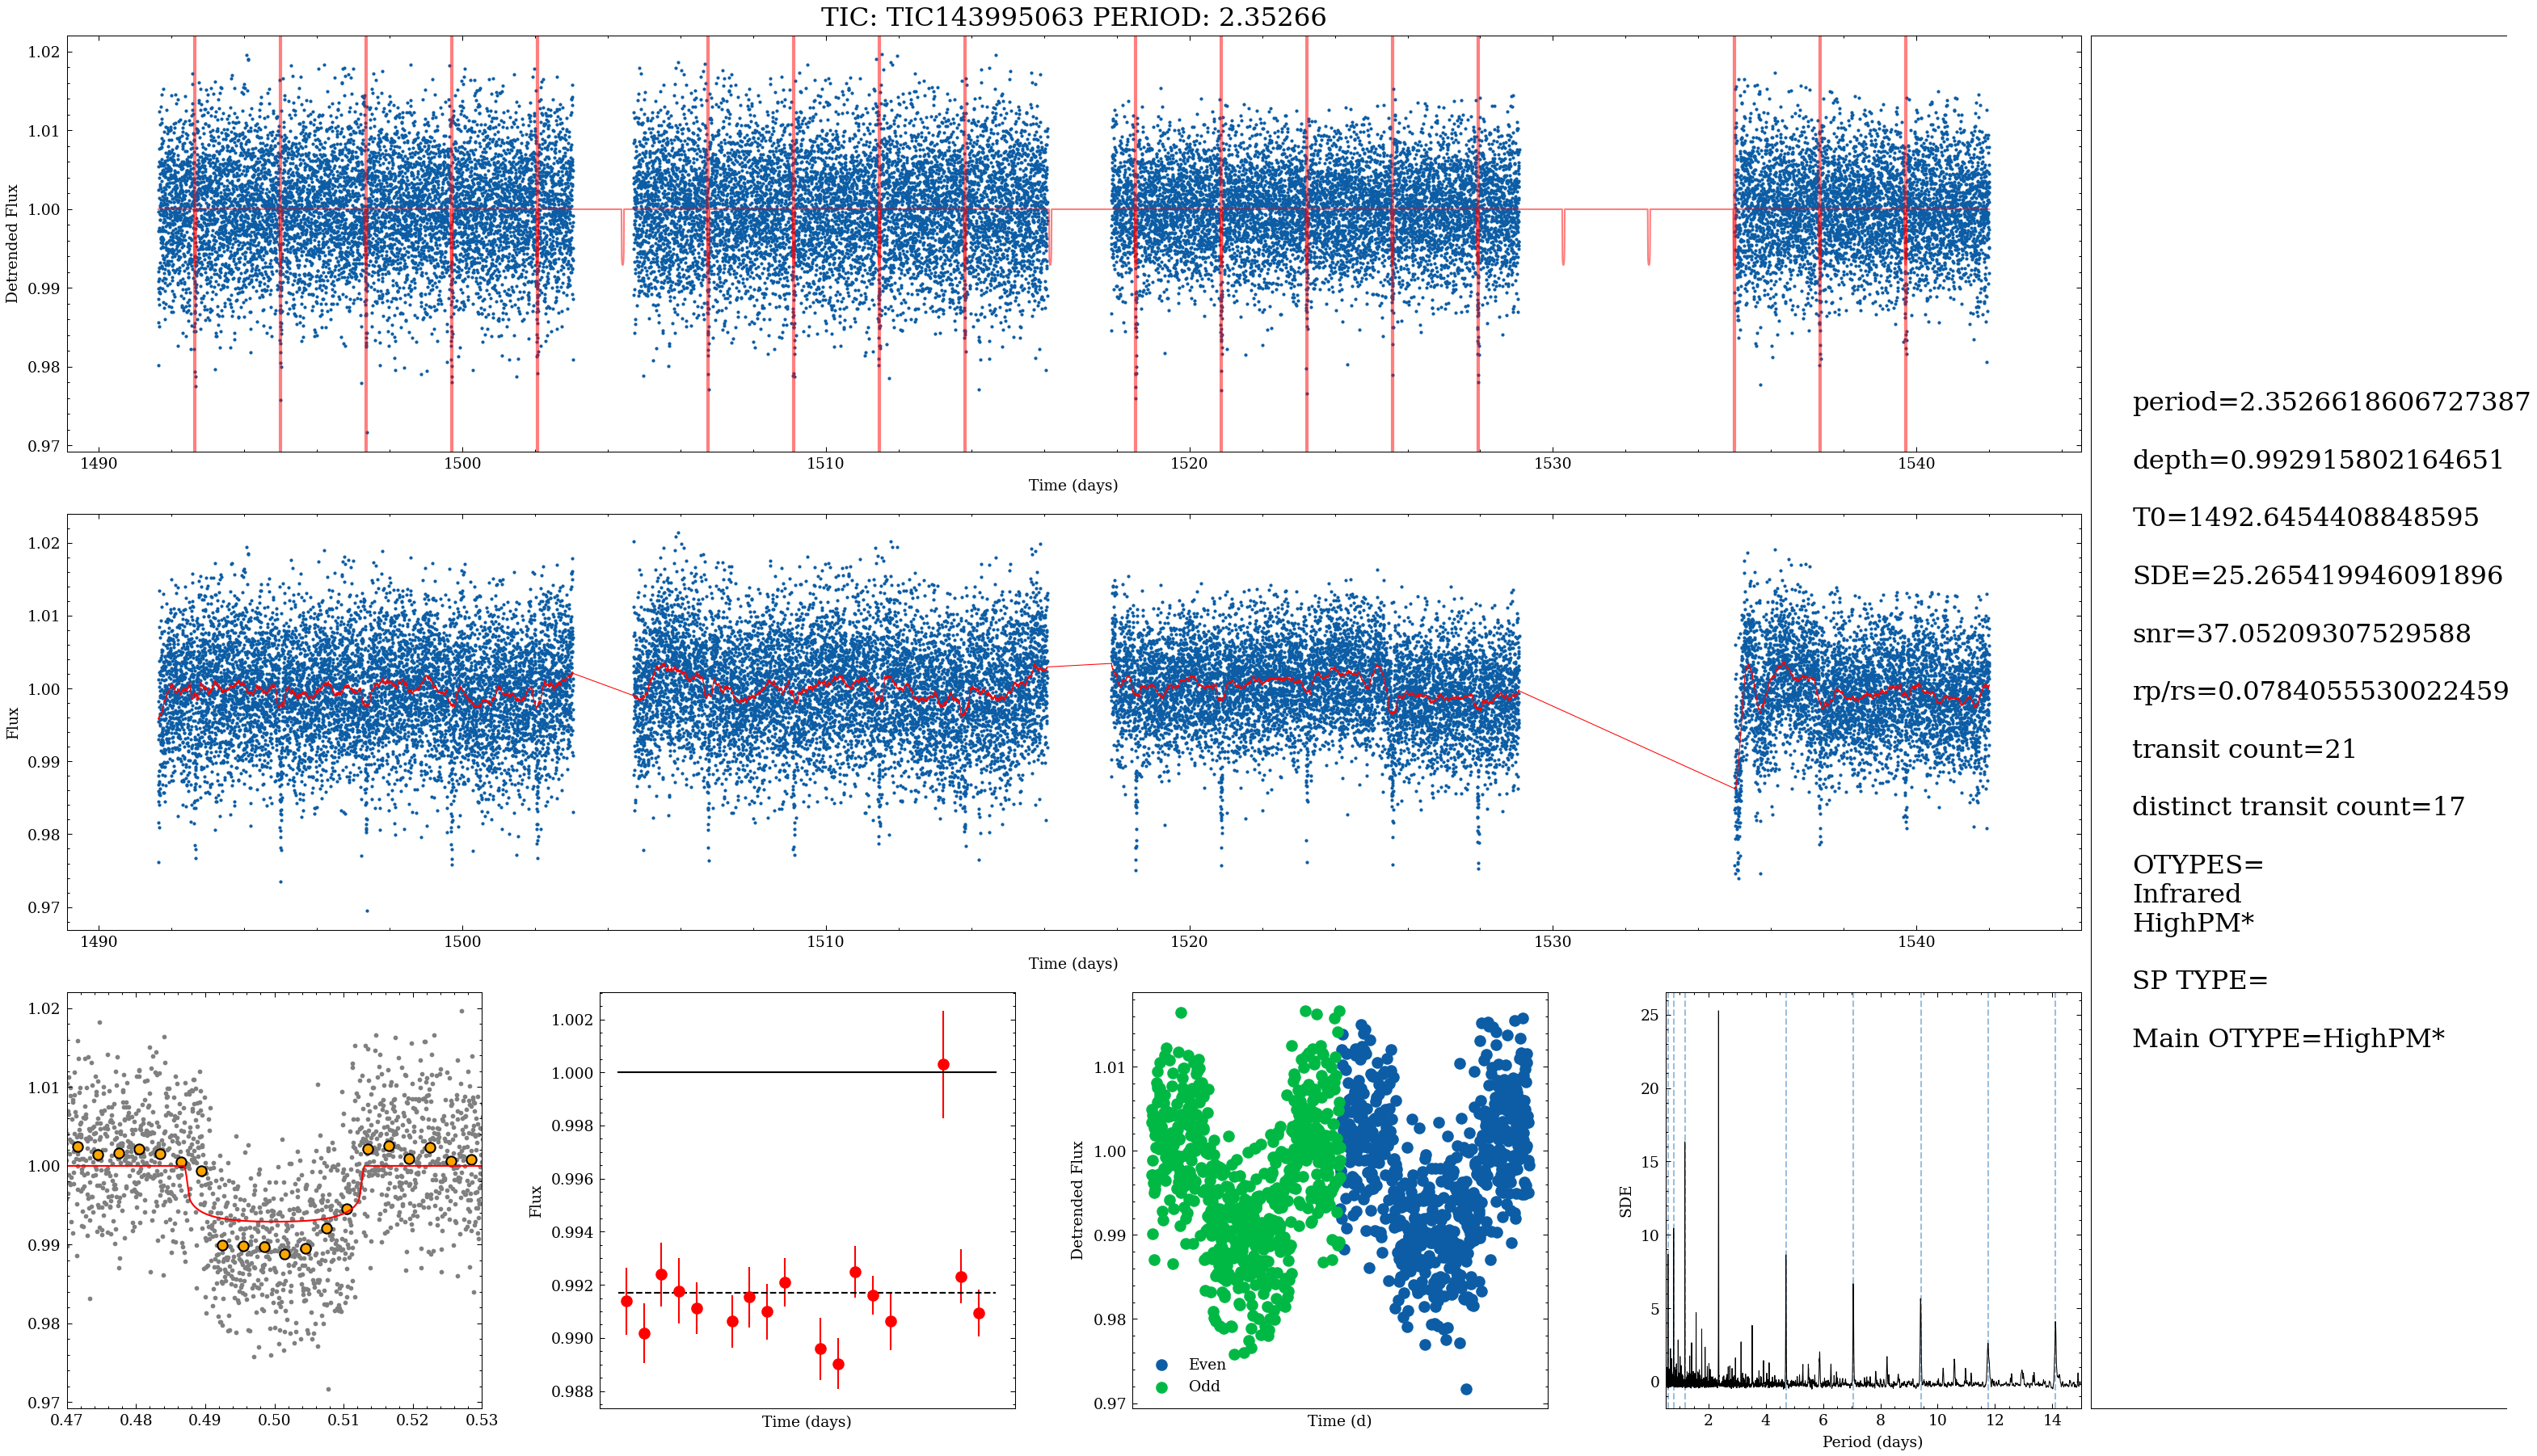 TIC: TIC143995063 PERIOD: 2.35266
1.02
1.01
1.00
0.99
0.98
0.97
Detrended Flux
1490
1500
1510
1520
1530
1540
Time (days)
1.02
1.01
1.00
0.99
0.98
0.97
Flux
1490
1500
1510
1520
1530
1540
Time (days)
1.02
1.01
1.00
0.99
0.98
0.97
0.47
0.48
0.49
0.50
0.51
0.52
0.53
1.002
1.000
0.998
0.996
0.994
0.992
0.990
0.988
Flux
Time (days)
1.01
1.00
0.99
0.98
0.97
Detrended Flux
Even
Odd
Time (d)
25
20
15
10
5
0
SDE
2
4
6
8
10
12
14
Period (days)
period=2.3526618606727387
depth=0.992915802164651
T0=1492.6454408848595
SDE=25.265419946091896
snr=37.05209307529588
rp/rs=0.0784055530022459
transit count=21
distinct transit count=17
OTYPES=
Infrared
HighPM*
SP TYPE=
Main OTYPE=HighPM*